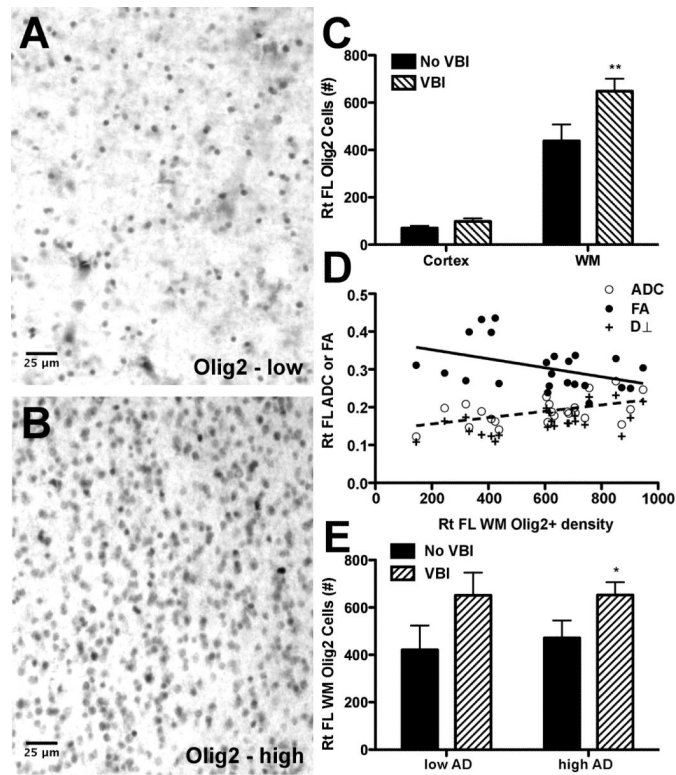 A
25 µm
Olig2 - low
B
25 µm
Olig2 - high
C
Rt FL Olig2 Cells (#)
800
600
400
200
0
No VBI
VBI
**
Cortex
WM
D
Rt FL ADC or FA
0.5
0.4
0.3
0.2
0.1
0.0
ADC
FA
D⊥
0
200
400
600
800
1000
Rt FL WM Olig2+ density
E
Rt FL WM Olig2 Cells (#)
800
600
400
200
0
No VBI
VBI
*
low AD
high AD